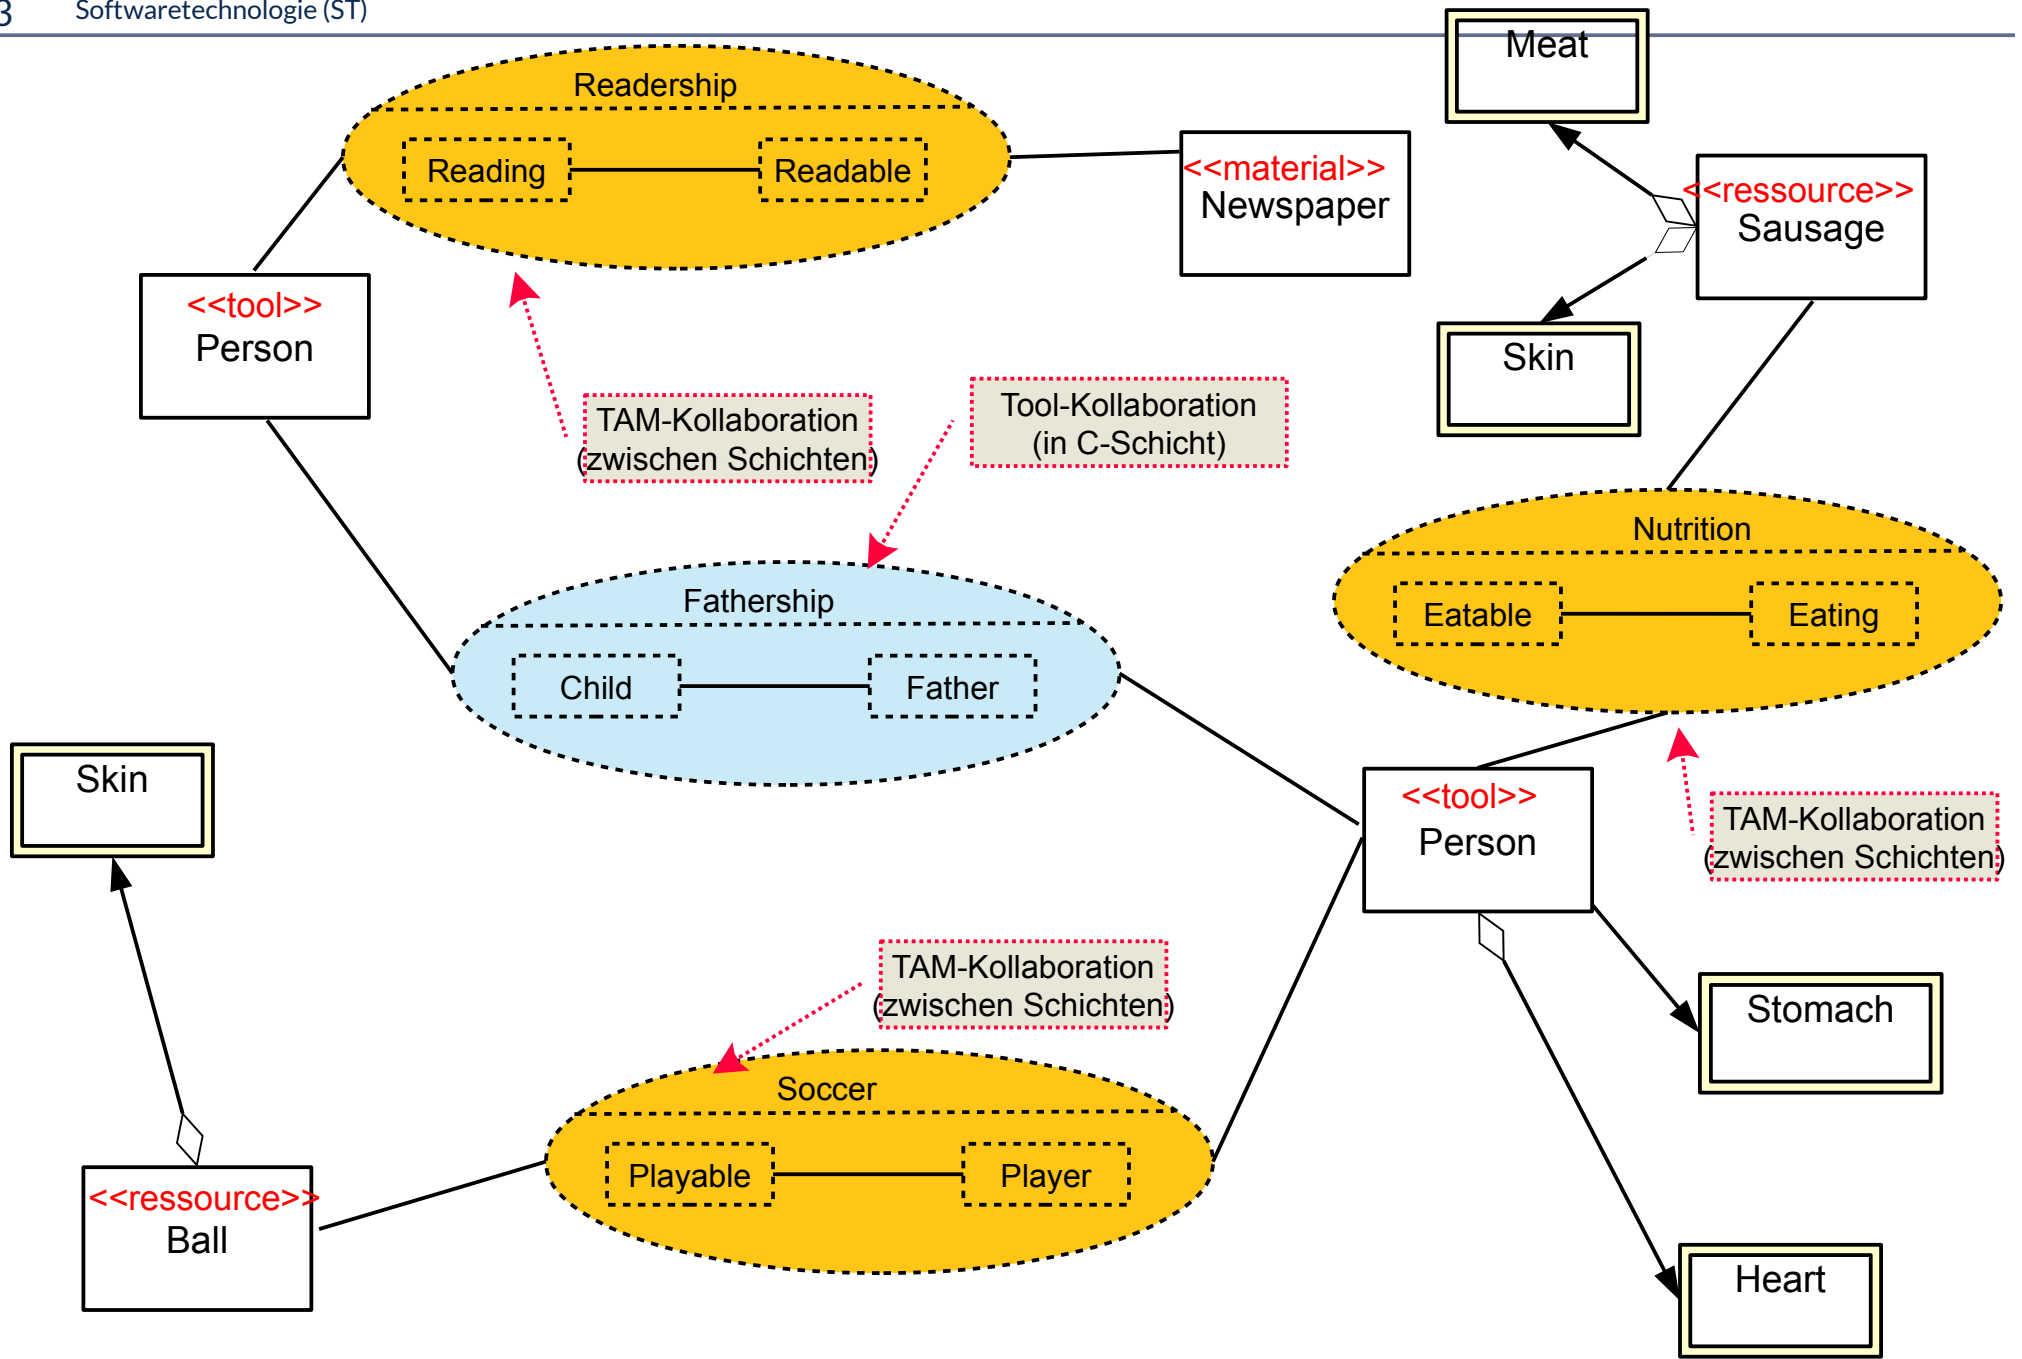 3
Softwaretechnologie (ST)
Meat
Readership
Reading
Readable
<<material>>
Newspaper
<<ressource>>
Sausage
<<tool>>
Person
Skin
TAM-Kollaboration
(zwischen Schichten)
Tool-Kollaboration
(in C-Schicht)
Nutrition
Eatable
Eating
Fathership
Child
Father
Skin
<<tool>>
Person
TAM-Kollaboration
(zwischen Schichten)
TAM-Kollaboration
(zwischen Schichten)
Stomach
Soccer
Playable
Player
<<ressource>>
Ball
Heart